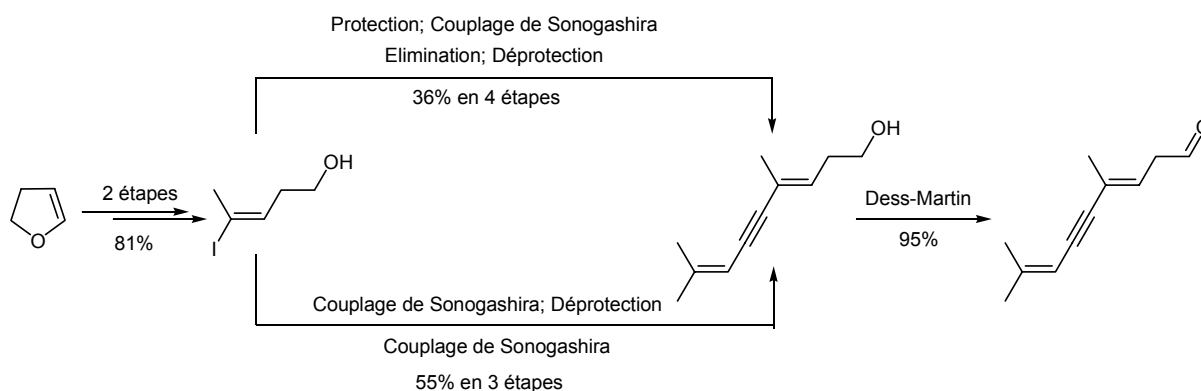 Protection; Couplage de Sonogashira
Elimination; Déprotection
36% en 4 étapes
OH
OH
O
2 étapes
81%
O
I
Dess-Martin
95%
Couplage de Sonogashira; Déprotection
Couplage de Sonogashira
55% en 3 étapes